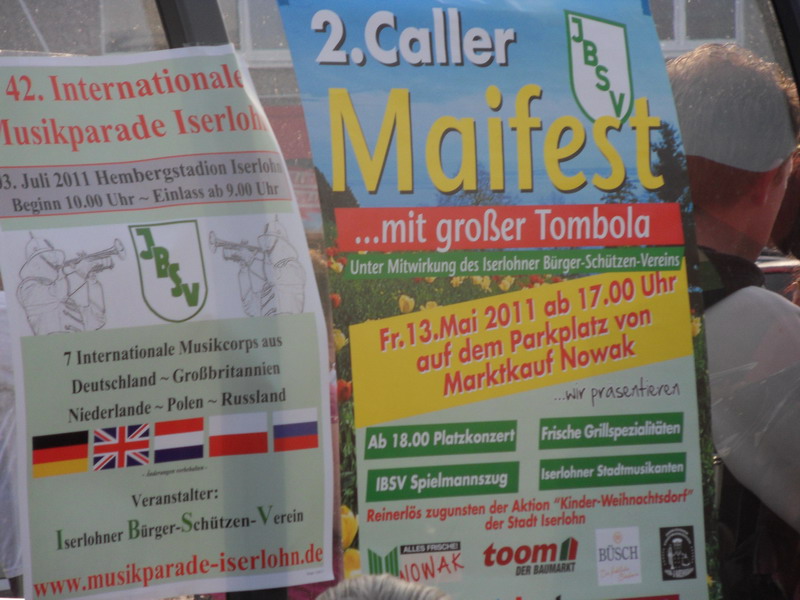 42. Internationale
Musikparade Iserlohn
03. Juli 2011 Hembergstadion Iserlohn
Beginn 10.00 Uhr ~ Einlass ab 9.00 Uhr
IBSV
7 Internationale Musikcorps aus
Deutschland ~ Großbritannien
Niederlande ~ Polen ~ Russland
- Änderungen vorbehalten -
Veranstalter:
Iserlohner Bürger-Schützen-Verein
www.musikparade-iserlohn.de
2.Caller
IBSV
Maifest
...mit großer Tombola
Unter Mitwirkung des Iserlohner Bürger-Schützen-Vereins
Fr.13.Mai 2011 ab 17.00 Uhr
auf dem Parkplatz von
Marktkauf Nowak
...wir präsentieren
Ab 18.00 Platzkonzert
Frische Grillspezialitäten
IBSV Spielmannszug
Iserlohner Stadtmusikanten
Reinerlös zugunsten der Aktion "Kinder-Weihnachtsdorf"
der Stadt Iserlohn
ALLES FRISCHE!
NOWAK
toom
DER BAUMARKT
BÜSCH